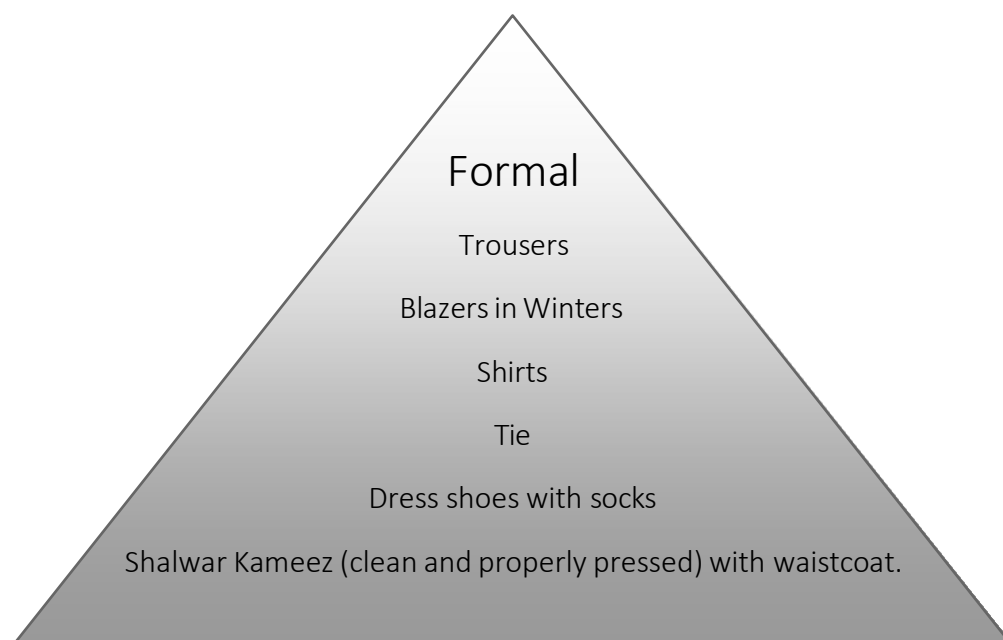 Formal
Trousers
Blazers in Winters
Shirts
Tie
Dress shoes with socks
Shalwar Kameez (clean and properly pressed) with waistcoat.